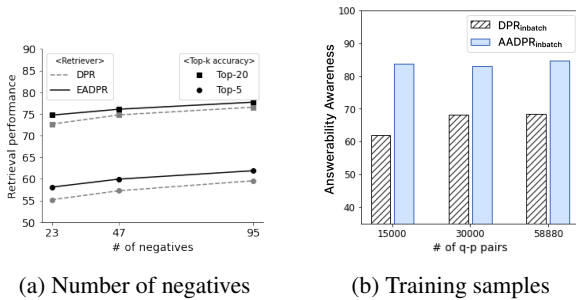 <Retriever>
DPR
EADPR
<Top-k accuracy>
Top-20
Top-5
Retrieval performance
90
85
80
75
70
65
60
55
50
23 47 95
# of negatives
(a) Number of negatives
DPRinbatch
AADPRinbatch
Answerability Awareness
100
90
80
70
60
50
40
15000 30000 58880
# of q-p pairs
(b) Training samples